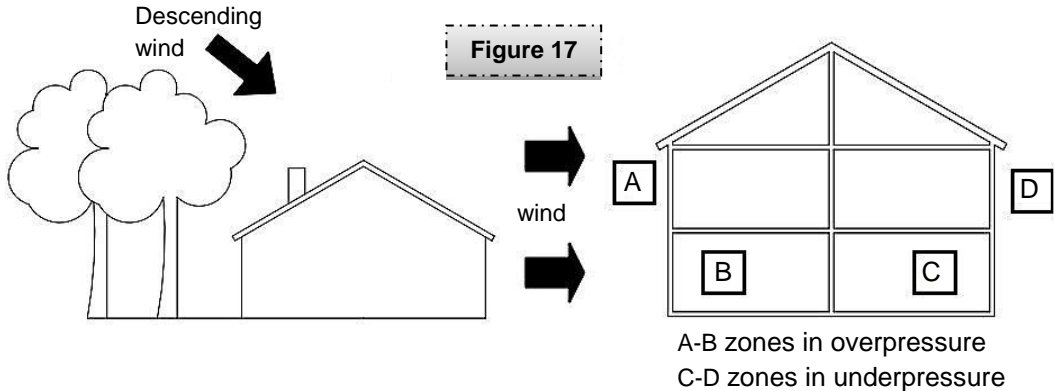 Descending
wind
Figure 17
wind
A
B
C
D
A-B zones in overpressure
C-D zones in underpressure